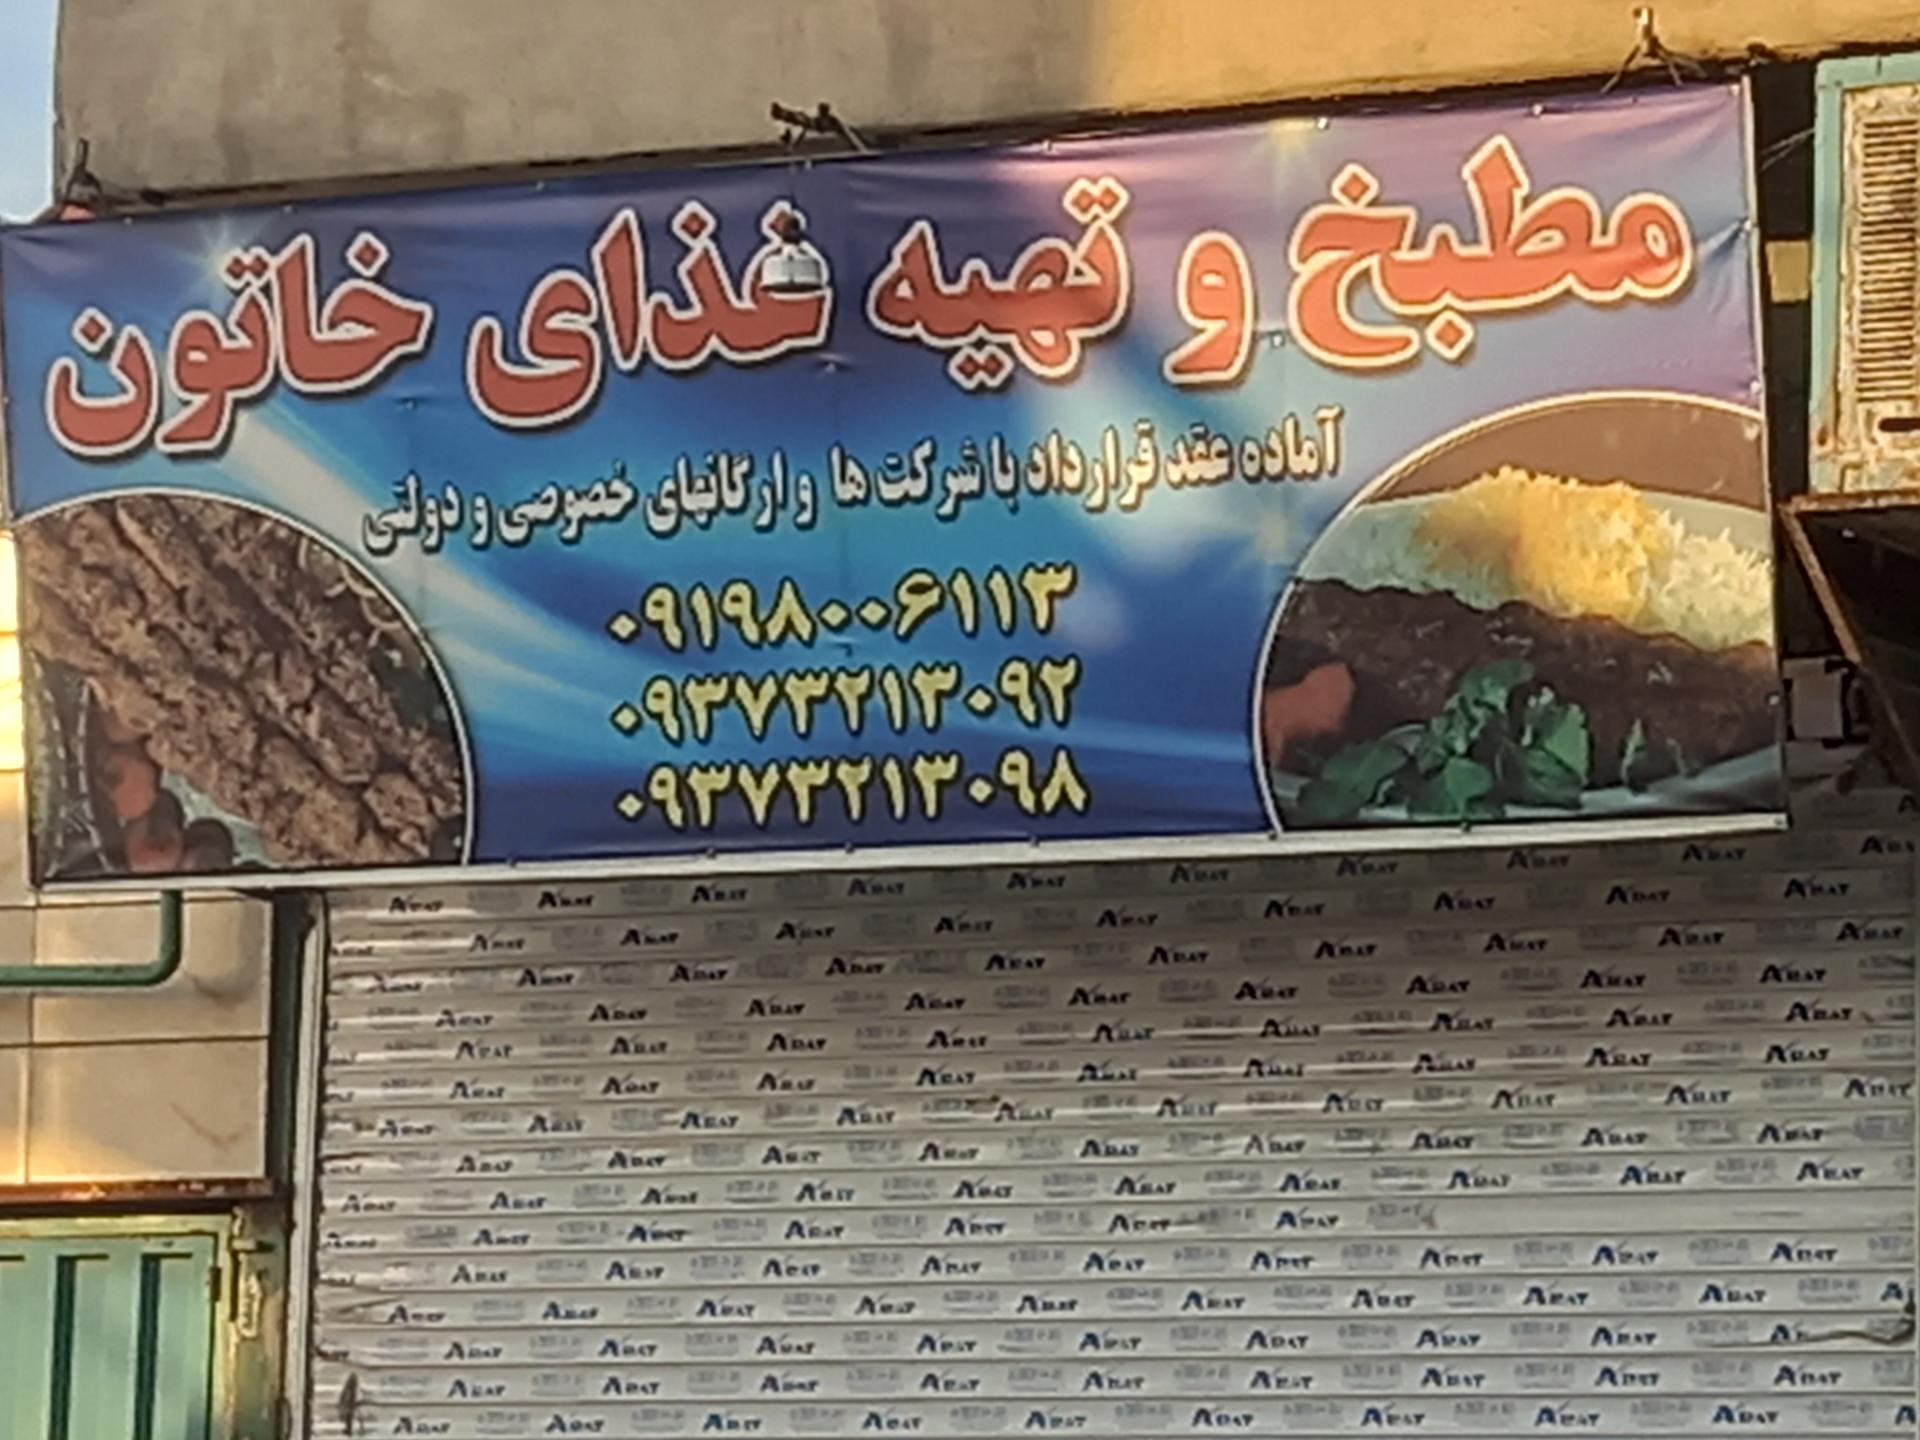 مطبخ و تهیه غذای خاتون
آماده عقد قرارداد با شرکت ها و ارگانهای خصوصی و دولتی
۰۹۱۹۸۰۰۶۱۱۳
۰۹۳۷۳۲۱۳۰۹۲
۰۹۳۷۳۲۱۳۰۹۸